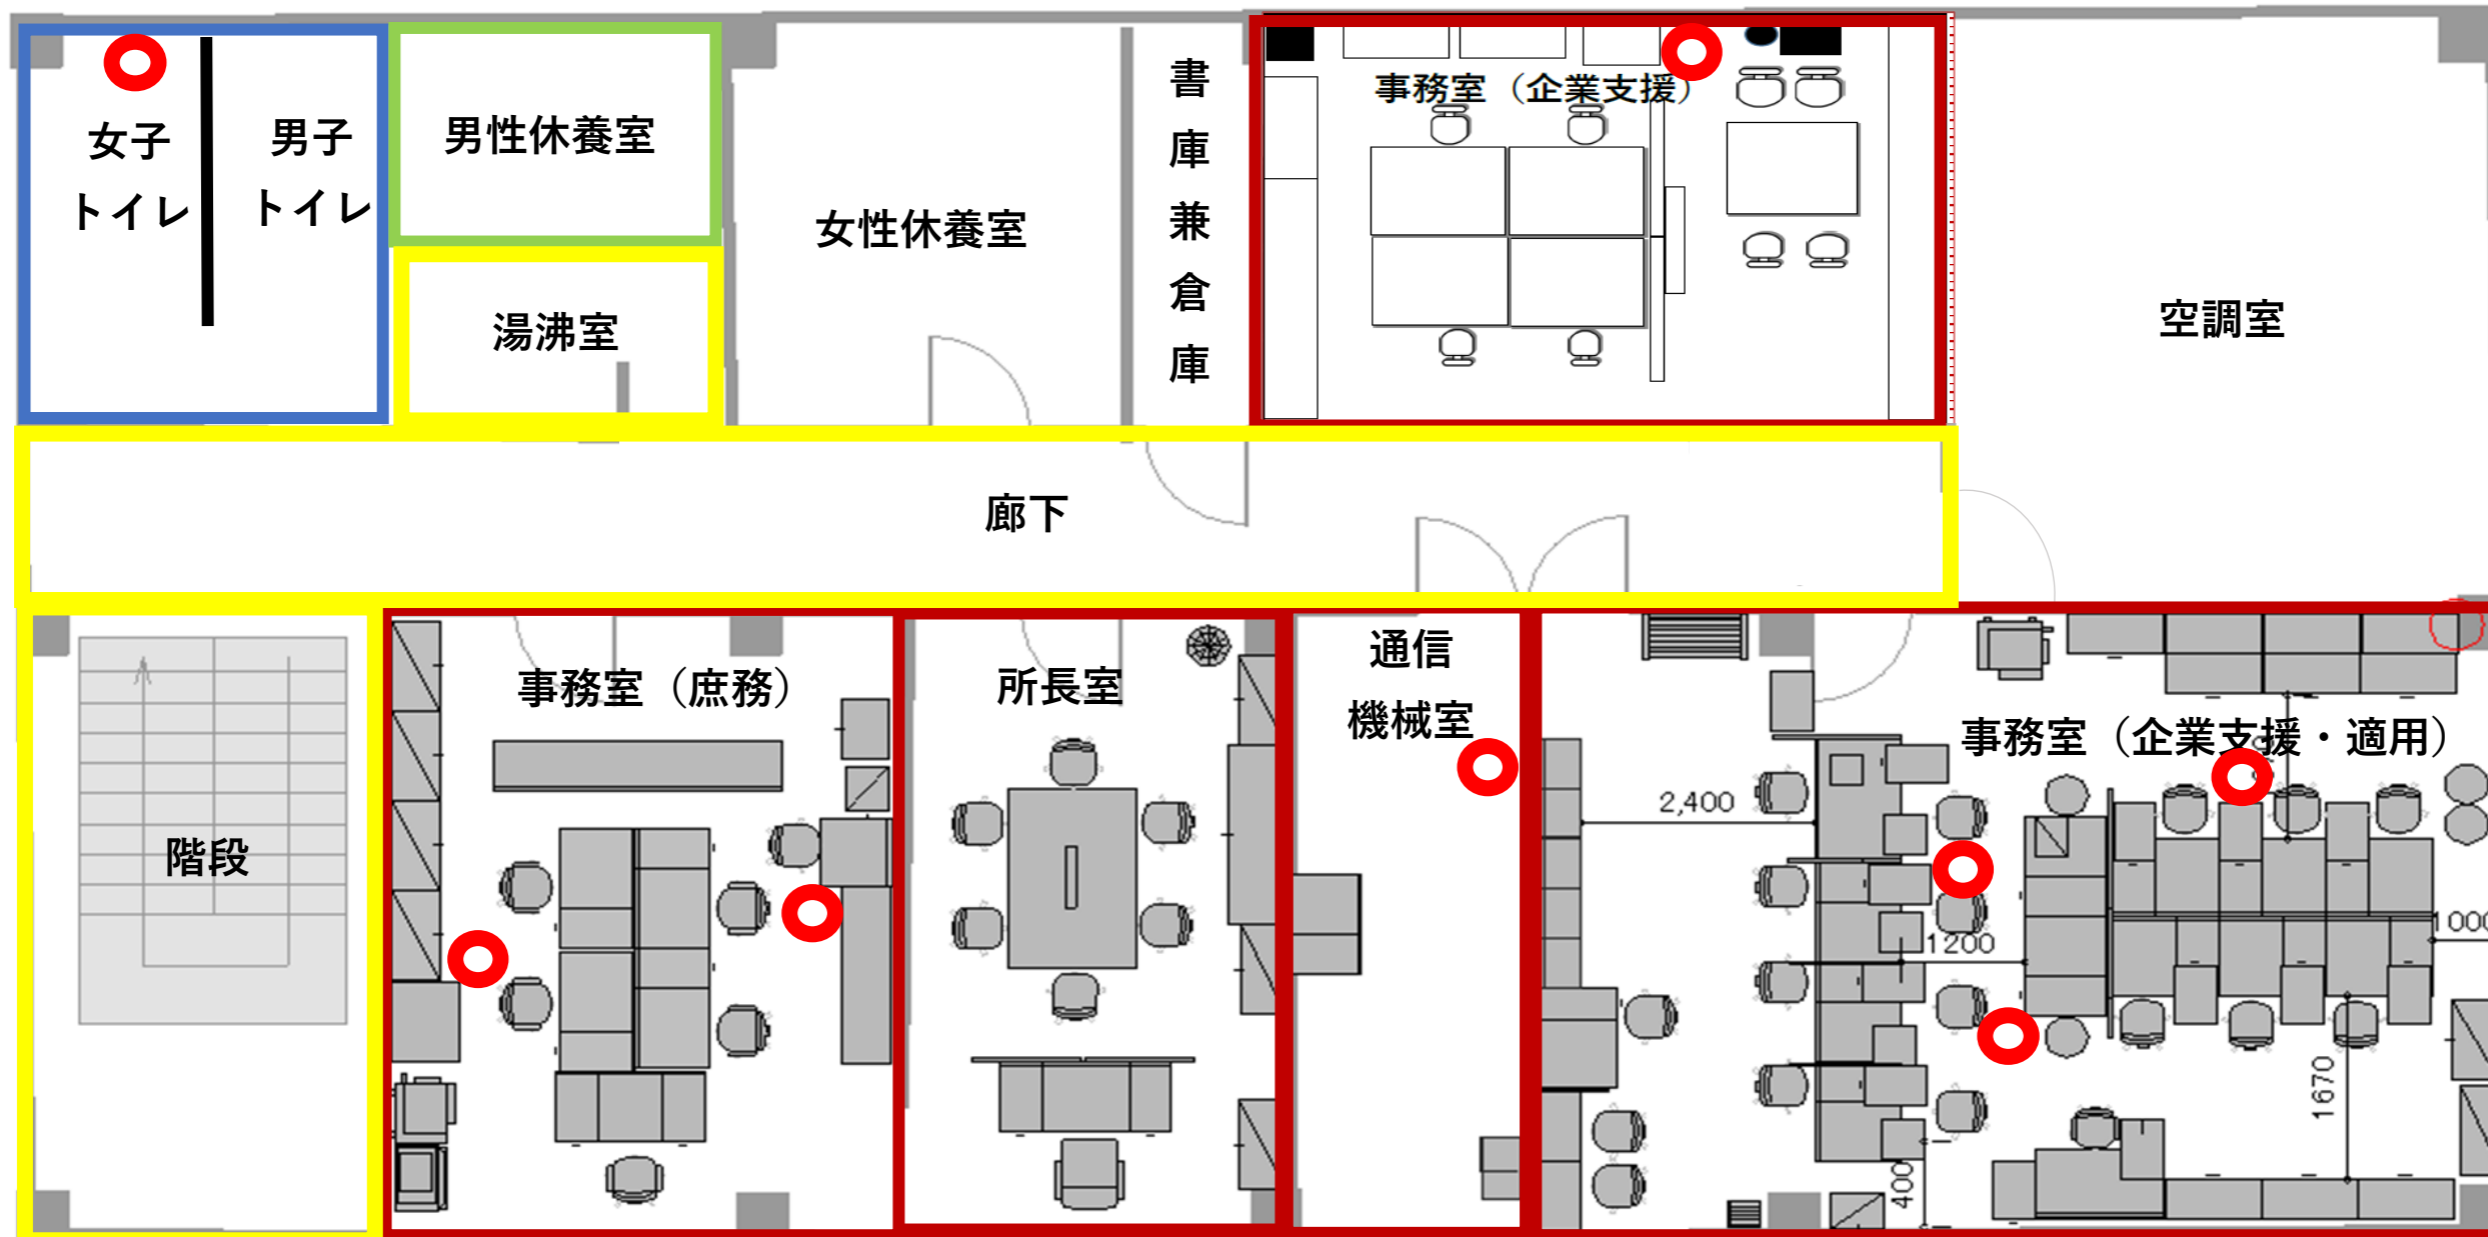 女子
トイレ
男子
トイレ
男性休養室
湯沸室
女性休養室
書庫兼倉庫
事務室（企業支援）
空調室
廊下
階段
事務室（庶務）
所長室
通信
機械室
事務室（企業支援・適用）
2,400
1200
1000
1670
400